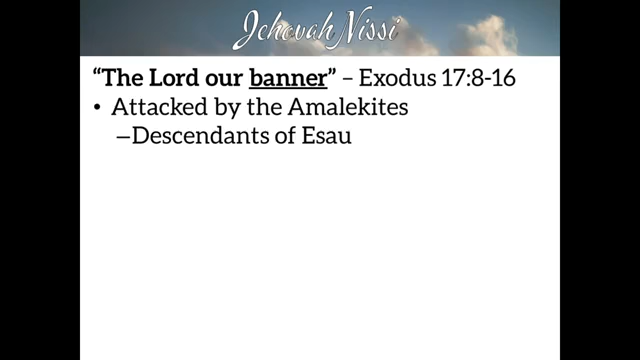 Jehovah Nissi
“The Lord our banner” – Exodus 17:8-16
• Attacked by the Amalekites
–Descendants of Esau